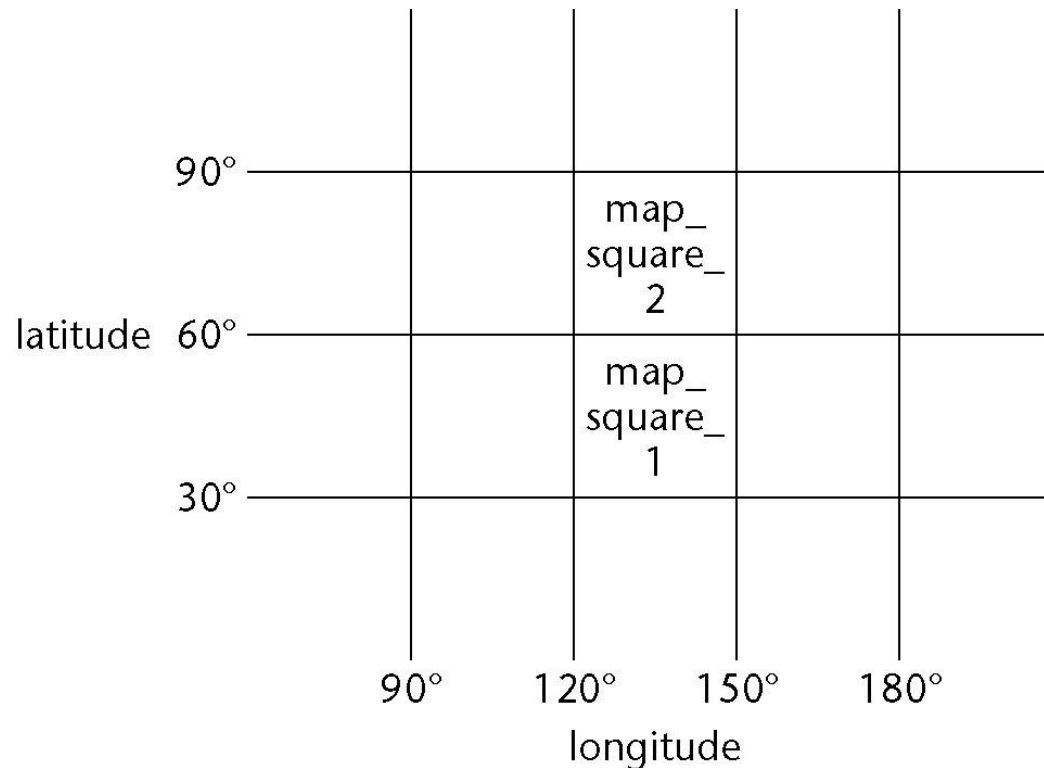 90°
map_
square_
2
latitude 60°
map_
square_
1
30°
90° 120° 150° 180°
longitude